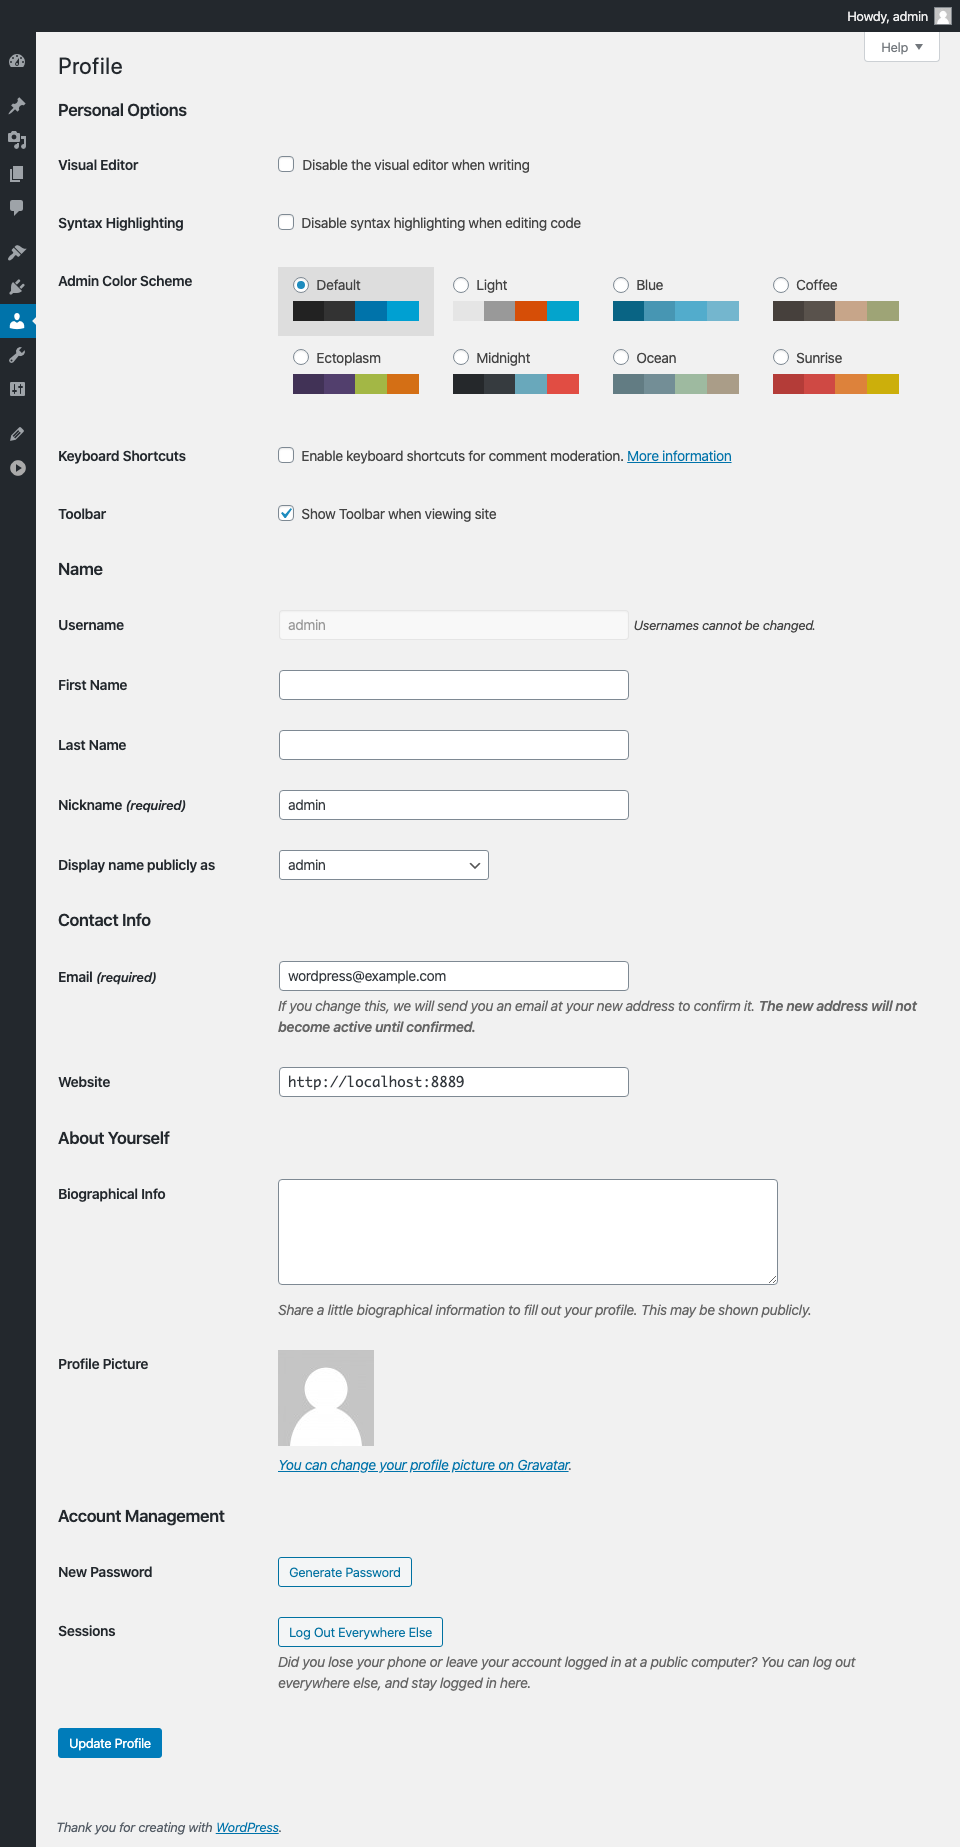 Howdy, admin
Help
Profile
Personal Options
Visual Editor
Disable the visual editor when writing
Syntax Highlighting
Disable syntax highlighting when editing code
Admin Color Scheme
Default
Light
Blue
Coffee
Ectoplasm
Midnight
Ocean
Sunrise
Keyboard Shortcuts
Enable keyboard shortcuts for comment moderation. More information
Toolbar
Show Toolbar when viewing site
Name
Username
admin
Usernames cannot be changed.
First Name
Last Name
Nickname (required)
admin
Display name publicly as
admin
Contact Info
Email (required)
wordpress@example.com
If you change this, we will send you an email at your new address to confirm it. The new address will not
become active until confirmed.
Website
http://localhost:8889
About Yourself
Biographical Info
Share a little biographical information to fill out your profile. This may be shown publicly.
Profile Picture
You can change your profile picture on Gravatar.
Account Management
New Password
Generate Password
Sessions
Log Out Everywhere Else
Did you lose your phone or leave your account logged in at a public computer? You can log out
everywhere else, and stay logged in here.
Update Profile
Thank you for creating with WordPress.